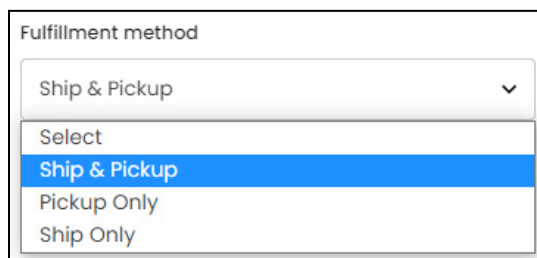 Fulfillment method
Ship & Pickup
Select
Ship & Pickup
Pickup Only
Ship Only